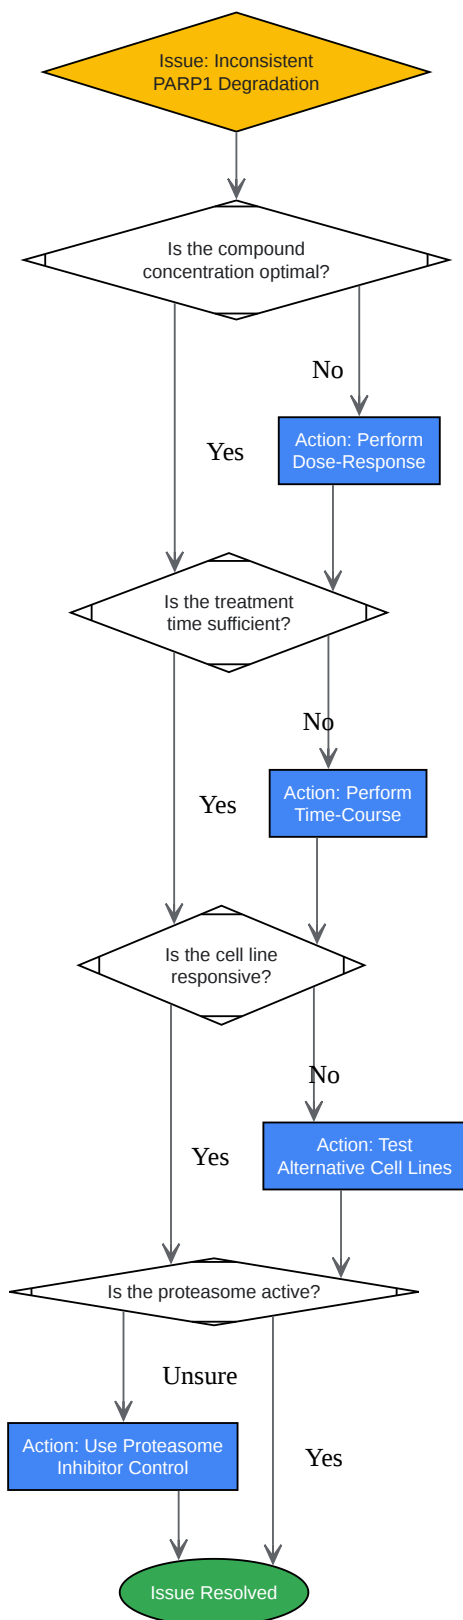 Issue: Inconsistent
PARP1 Degradation
Is the compound
concentration optimal?
No
Yes
Action: Perform
Dose-Response
Is the treatment
time sufficient?
No
Yes
Action: Perform
Time-Course
Is the cell line
responsive?
No
Yes
Action: Test
Alternative Cell Lines
Is the proteasome active?
Unsure
Yes
Action: Use Proteasome
Inhibitor Control
Issue Resolved